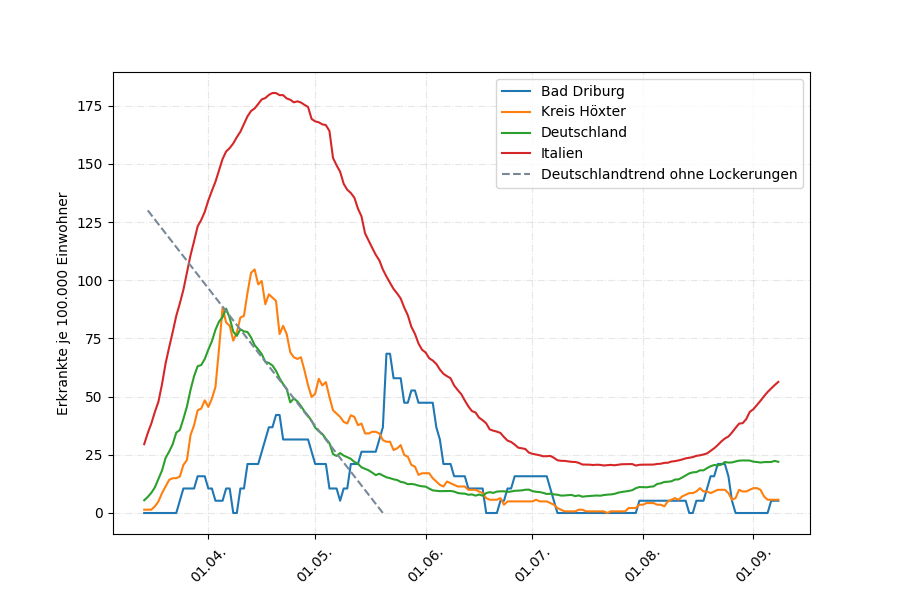 Erkrankte je 100.000 Einwohner
175
150
125
100
75
50
25
0
01.04.
01.05.
01.06.
01.07.
01.08.
01.09.
Bad Driburg
Kreis Höxter
Deutschland
Italien
Deutschlandtrend ohne Lockerungen